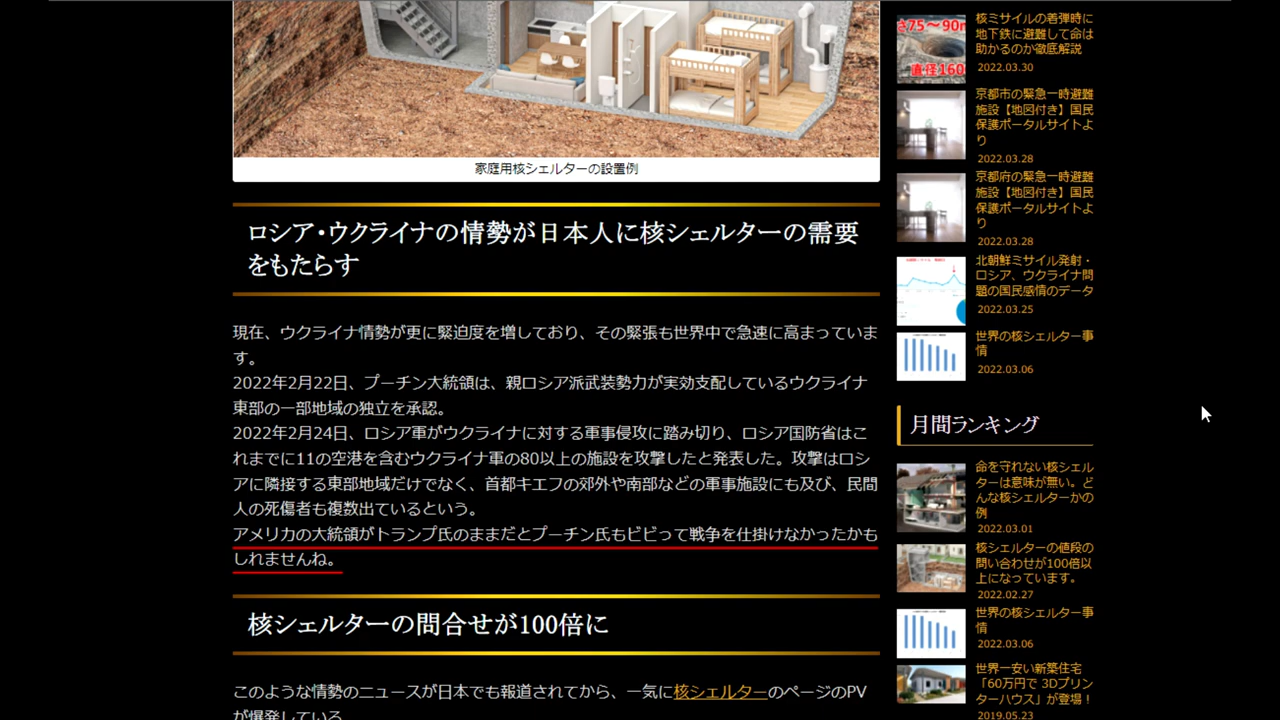 家庭用核シェルターの設置例
ロシア・ウクライナの情勢が日本人に核シェルターの需要
をもたらす
現在、ウクライナ情勢が更に緊迫度を増しており、その緊張も世界中で急速に高まっていま
す。
2022年2月22日、プーチン大統領は、親ロシア派武装勢力が実効支配しているウクライナ
東部の一部地域の独立を承認。
2022年2月24日、ロシア軍がウクライナに対する軍事侵攻に踏み切り、ロシア国防省はこ
れまでに11の空港を含むウクライナ軍の80以上の施設を攻撃したと発表した。攻撃はロシ
アに隣接する東部地域だけでなく、首都キエフの郊外や南部などの軍事施設にも及び、民間
人の死傷者も複数出ているという。
アメリカの大統領がトランプ氏のままだとプーチン氏もビビって戦争を仕掛けなかったかも
しれませんね。
核シェルターの問合せが100倍に
このような情勢のニュースが日本でも報道されてから、一気に核シェルターのページのPV
が爆発している
さ75～90m
直径160
核ミサイルの着弾時に
地下鉄に避難して命は
助かるのか徹底解説
2022.03.30
京都市の緊急一時避難
施設【地図付き】国民
保護ポータルサイトよ
り
2022.03.28
京都府の緊急一時避難
施設【地図付き】国民
保護ポータルサイトよ
り
2022.03.28
北朝鮮ミサイル発射・
ロシア、ウクライナ問
題の国民感情のデータ
2022.03.25
世界の核シェルター事
情
2022.03.06
月間ランキング
命を守れない核シェル
ターは意味が無い。ど
んな核シェルターかの
例
2022.03.01
核シェルターの値段の
問い合わせが100倍以
上になっています。
2022.02.27
世界の核シェルター事
情
2022.03.06
世界一安い新築住宅
「60万円で 3Dプリン
ターハウス」が登場！
2019.05.23